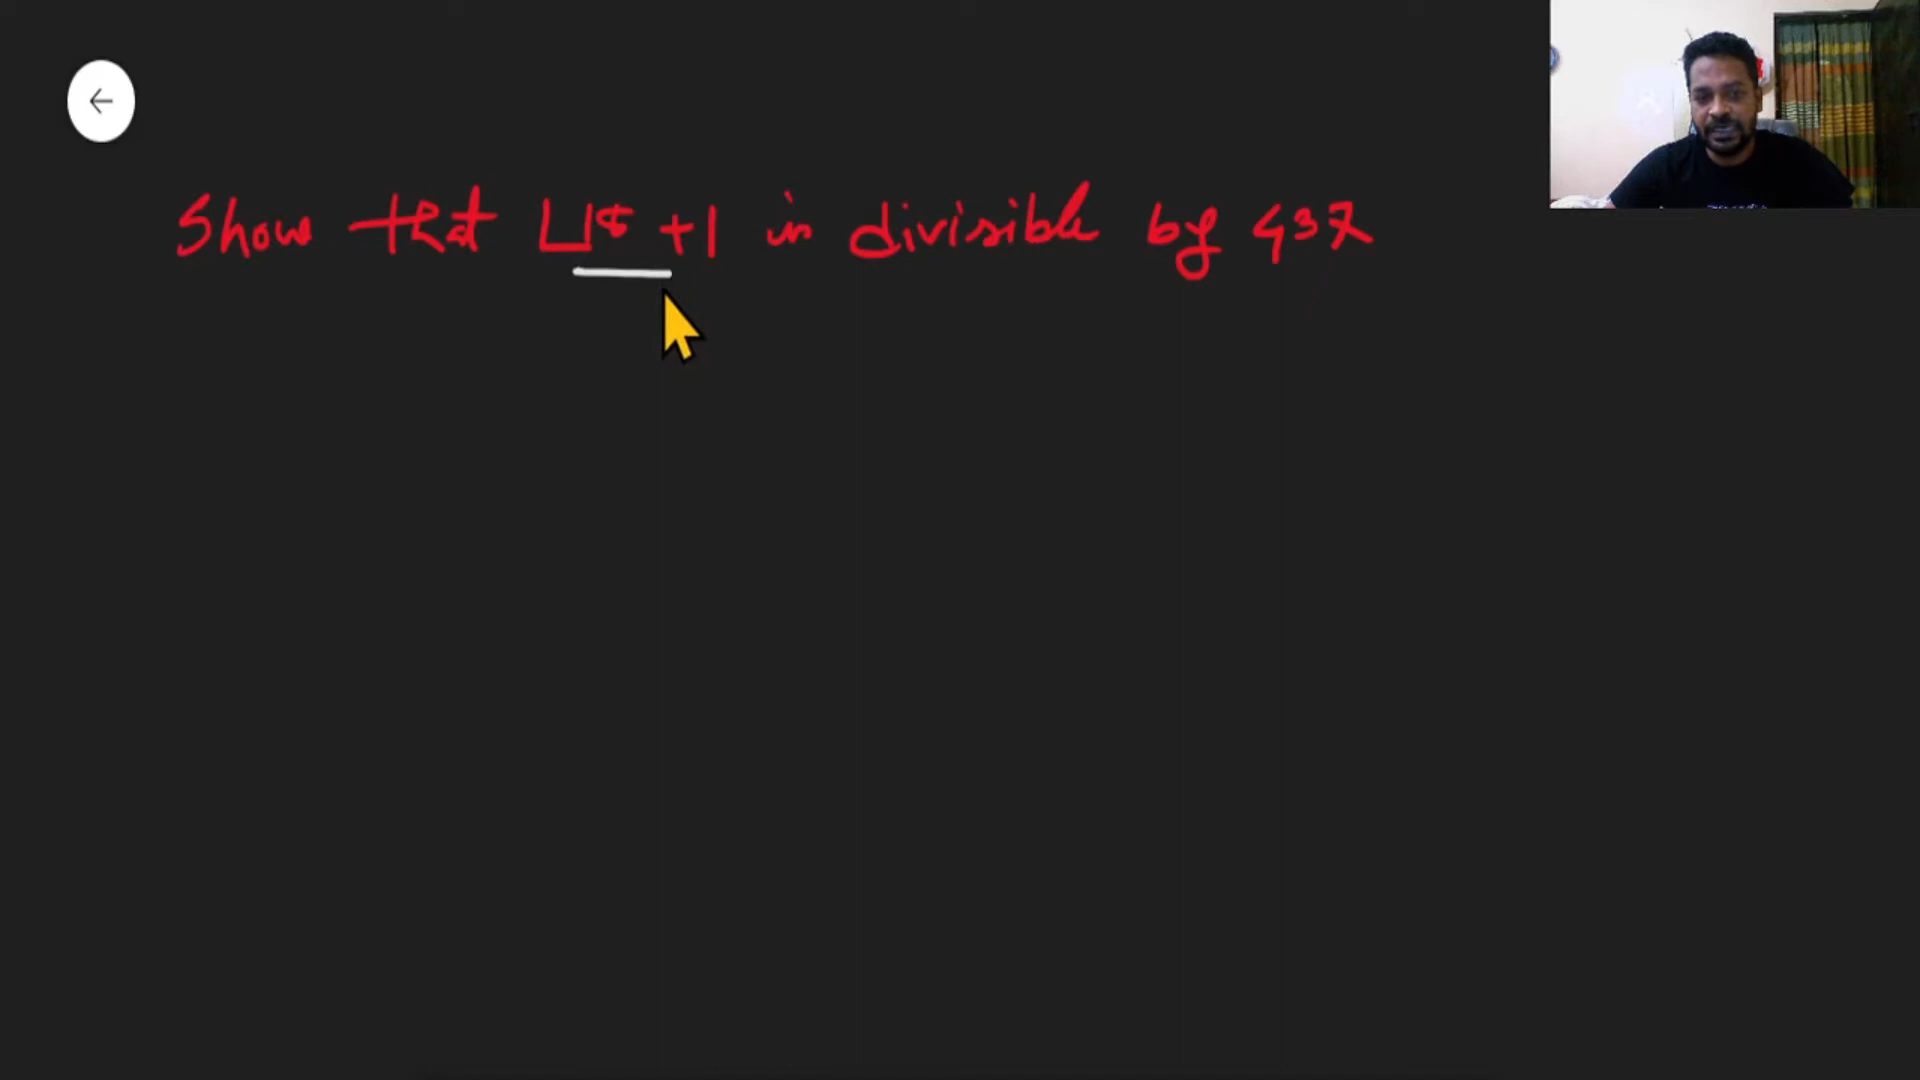 Show that ∟18 +1 is divisible by 437